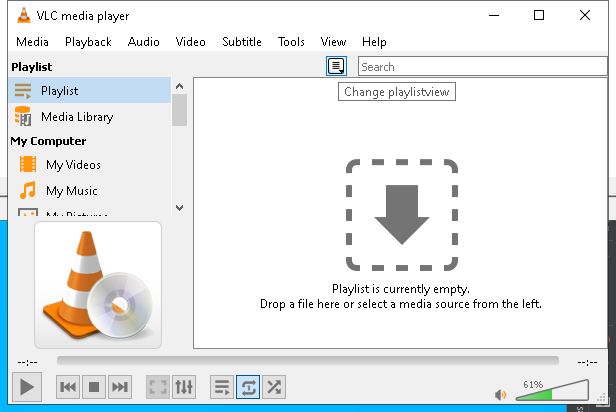 VLC media player
Media Playback Audio Video Subtitle Tools View Help
Playlist
Search
Playlist
Change playlistview
Media Library
My Computer
My Videos
My Music
My Pictures
Playlist is currently empty.
Drop a file here or select a media source from the left.
--:-- --:--
61%